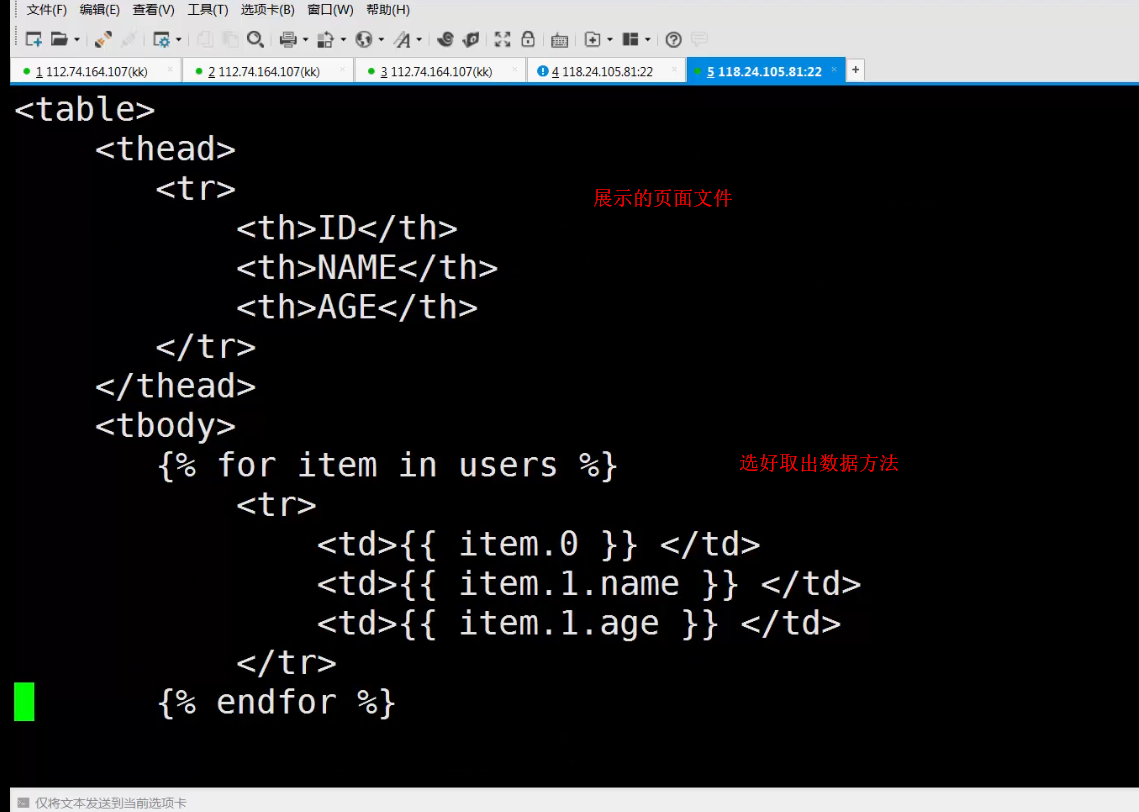 文件(F) 编辑(E) 查看(V) 工具(T) 选项卡(B) 窗口(W) 帮助(H)
1 112.74.164.107(kk) 2 112.74.164.107(kk) 3 112.74.164.107(kk) 4 118.24.105.81:22 5 118.24.105.81:22 +
<table>
<thead>
<tr>
展示的页面文件
<th>ID</th>
<th>NAME</th>
<th>AGE</th>
</tr>
</thead>
<tbody>
{% for item in users %} 选好取出数据方法
<tr>
<td>{{ item.0 }} </td>
<td>{{ item.1.name }} </td>
<td>{{ item.1.age }} </td>
</tr>
{% endfor %}
仅将文本发送到当前选项卡